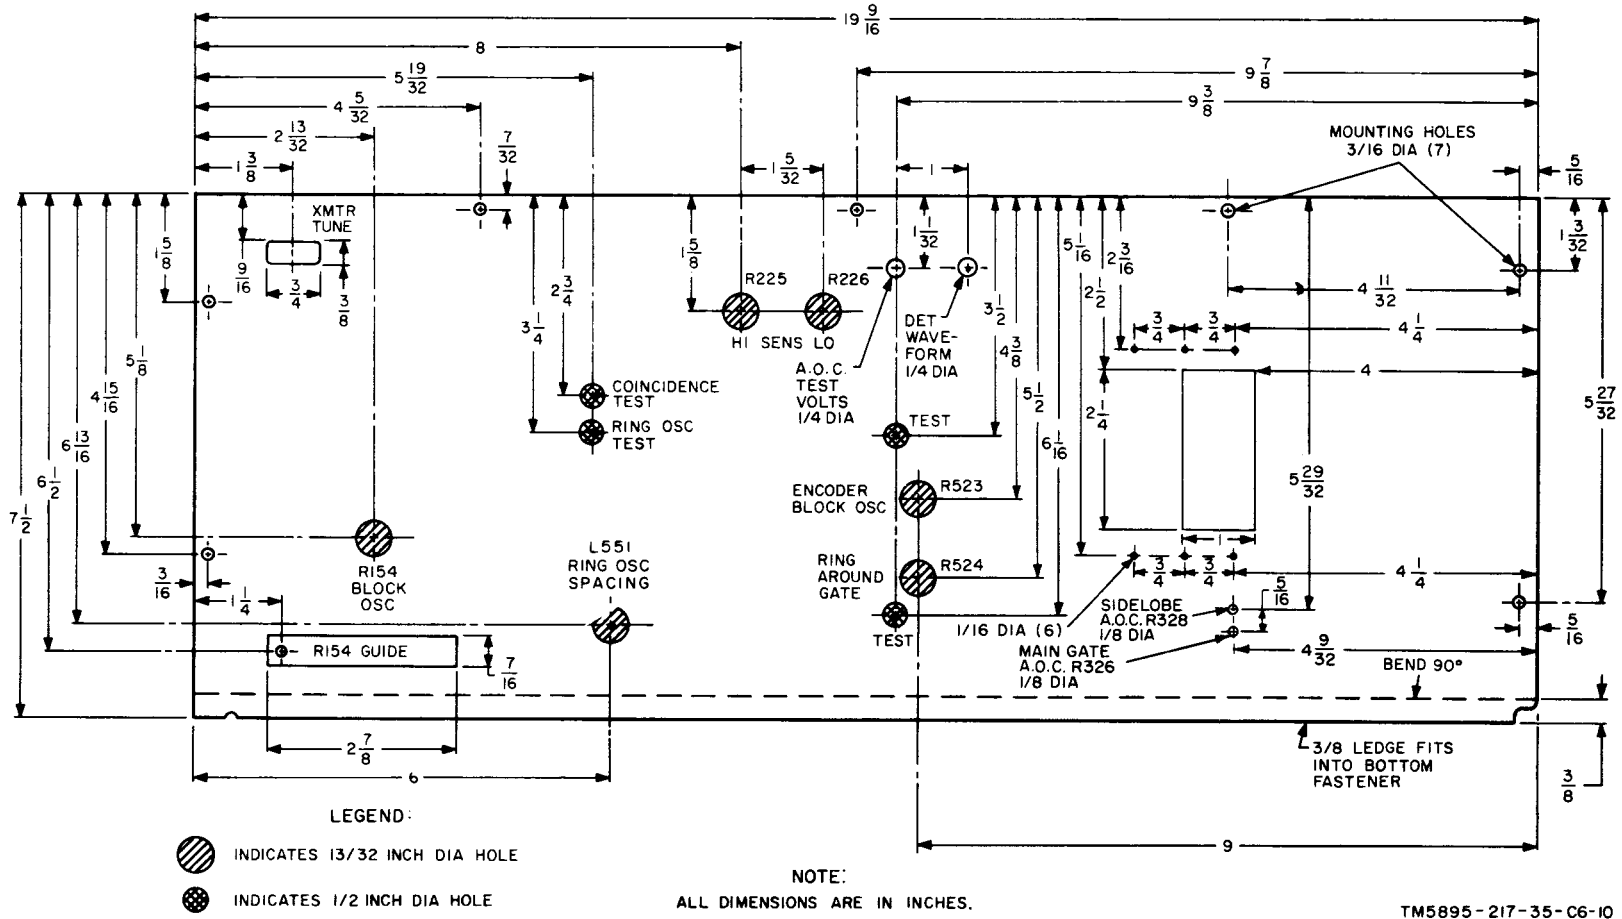 19 9/16
8
5 19/32
9 7/8
4 5/32
9 3/8
2 13/32
7/32
MOUNTING HOLES
3/16 DIA (7)
1 3/8
1 5/32
1
5/16
XMTR
TUNE
1 5/8
9/16
3/4
3/8
2 3/4
3 1/4
1 5/8
R225
R226
HI SENS LO
1 1/32
A.O.C.
TEST
VOLTS
1/4 DIA
DET
WAVE-
FORM
1/4 DIA
3 1/2
4 3/8
5 1/2
6 1/16
5 1/16
2 1/2
2 3/16
1 3/32
4 11/32
3/4
3/4
4 1/4
4
2 1/4
1
5 29/32
5 27/32
COINCIDENCE
TEST
RING OSC
TEST
TEST
ENCODER
BLOCK OSC
R523
RING
AROUND
GATE
R524
TEST
7 1/2
6 1/2
6 13/16
4 15/16
5 1/8
R154
BLOCK
OSC
L551
RING OSC
SPACING
3/16
1 1/4
R154 GUIDE
7/16
2 7/8
6
1/16 DIA (6)
3/4
3/4
4 1/4
5/16
SIDELOBE
A.O.C. R328
1/8 DIA
MAIN GATE
A.O.C. R326
1/8 DIA
4 9/32
5/16
BEND 90°
3/8 LEDGE FITS
INTO BOTTOM
FASTENER
3/8
9
LEGEND:
INDICATES 13/32 INCH DIA HOLE
INDICATES 1/2 INCH DIA HOLE
NOTE:
ALL DIMENSIONS ARE IN INCHES.
TM5895-217-35-C6-10